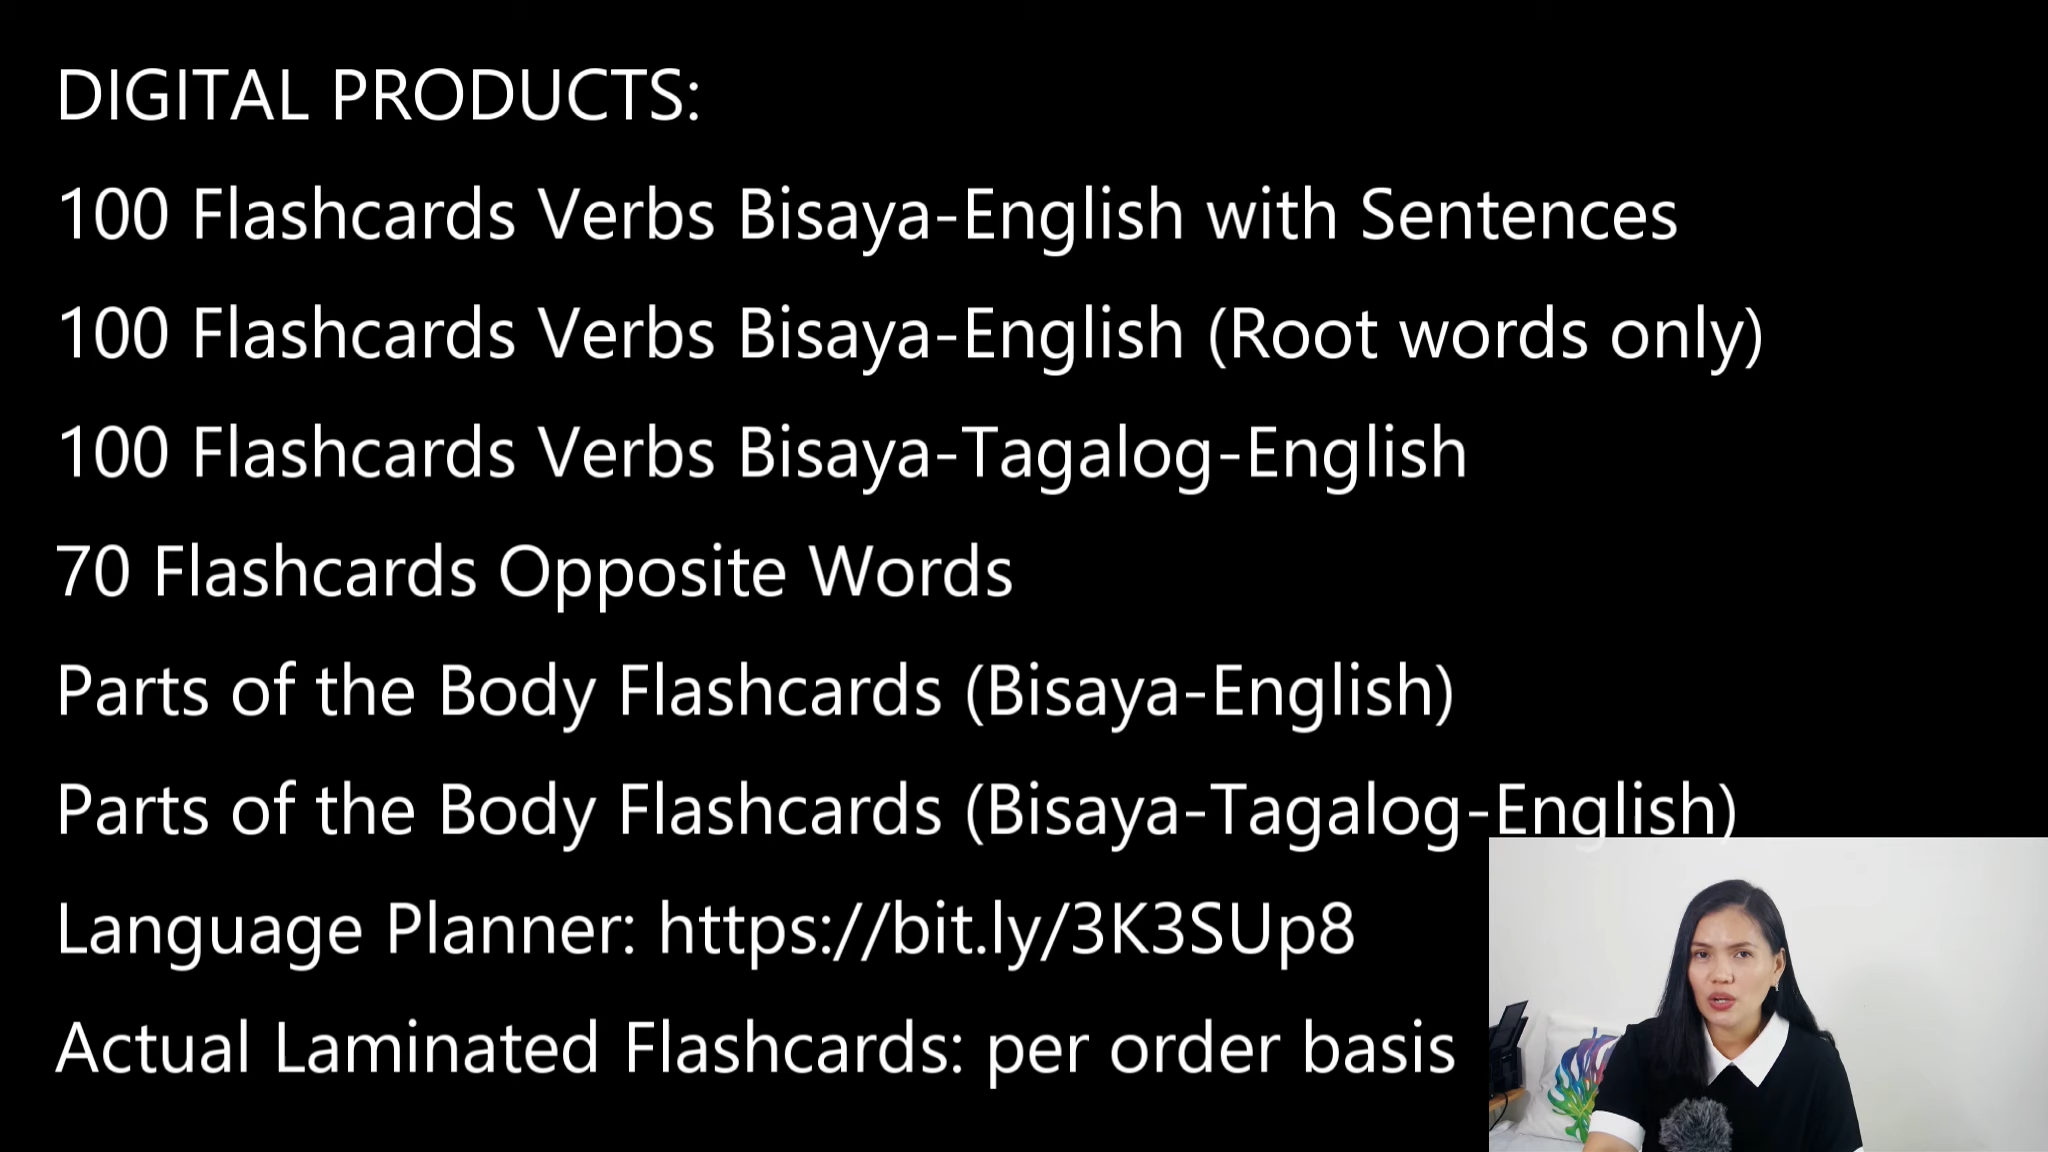 DIGITAL PRODUCTS:
100 Flashcards Verbs Bisaya-English with Sentences
100 Flashcards Verbs Bisaya-English (Root words only)
100 Flashcards Verbs Bisaya-Tagalog-English
70 Flashcards Opposite Words
Parts of the Body Flashcards (Bisaya-English)
Parts of the Body Flashcards (Bisaya-Tagalog-English)
Language Planner: https://bit.ly/3K3SUp8
Actual Laminated Flashcards: per order basis